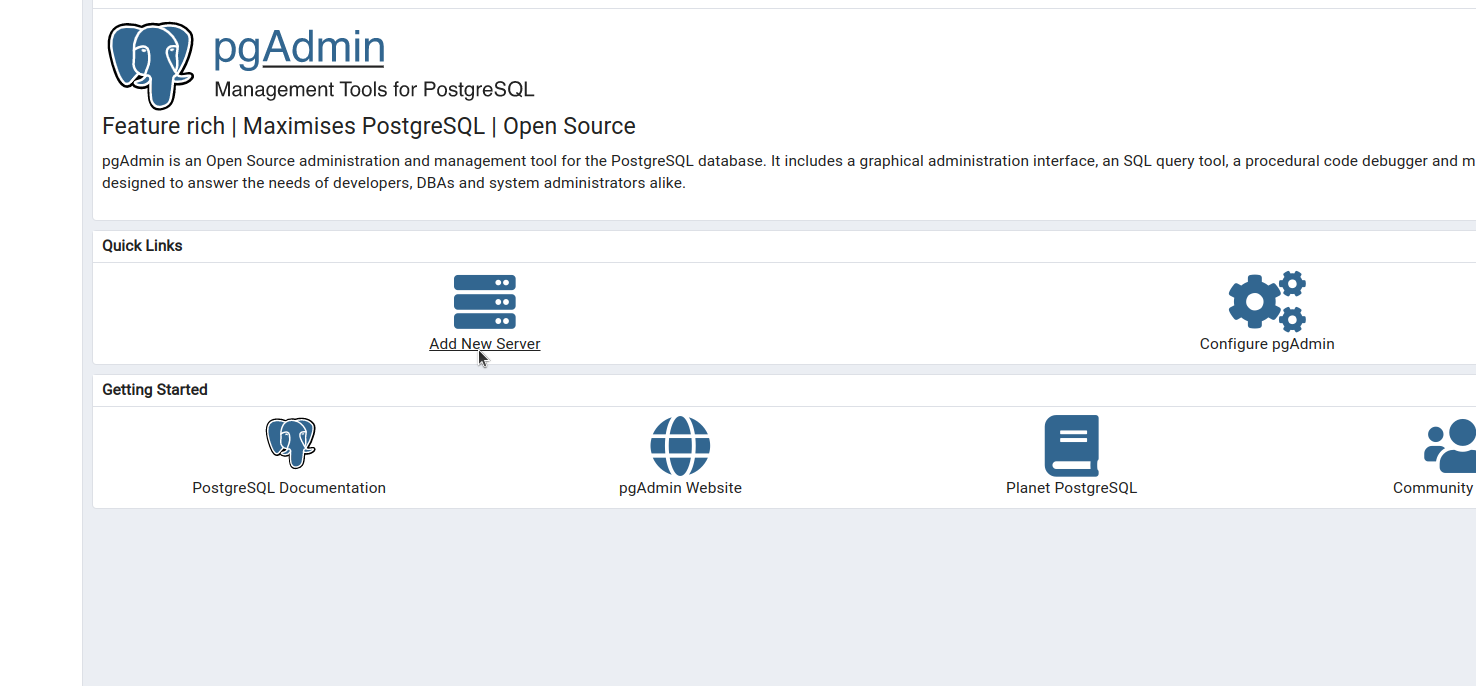 pgAdmin
Management Tools for PostgreSQL
Feature rich | Maximises PostgreSQL | Open Source
pgAdmin is an Open Source administration and management tool for the PostgreSQL database. It includes a graphical administration interface, an SQL query tool, a procedural code debugger and
designed to answer the needs of developers, DBAs and system administrators alike.
Quick Links
Add New Server
Configure pgAdmin
Getting Started
PostgreSQL Documentation
pgAdmin Website
Planet PostgreSQL
Community